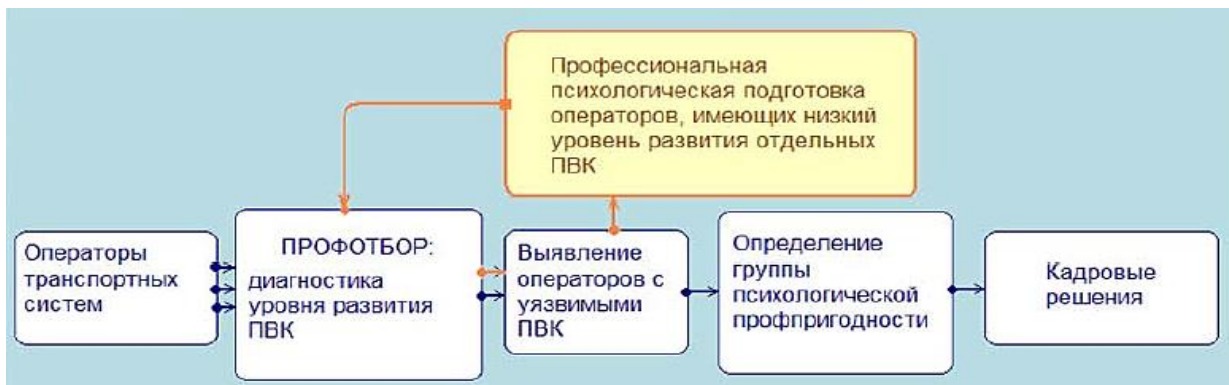 Профессиональная
психологическая подготовка
операторов, имеющих низкий
уровень развития отдельных
ПВК
Операторы
транспортных
систем
ПРОФОТБОР:
диагностика
уровня развития
ПВК
Выявление
операторов с
уязвимыми
ПВК
Определение
группы
психологической
профпригодности
Кадровые
решения